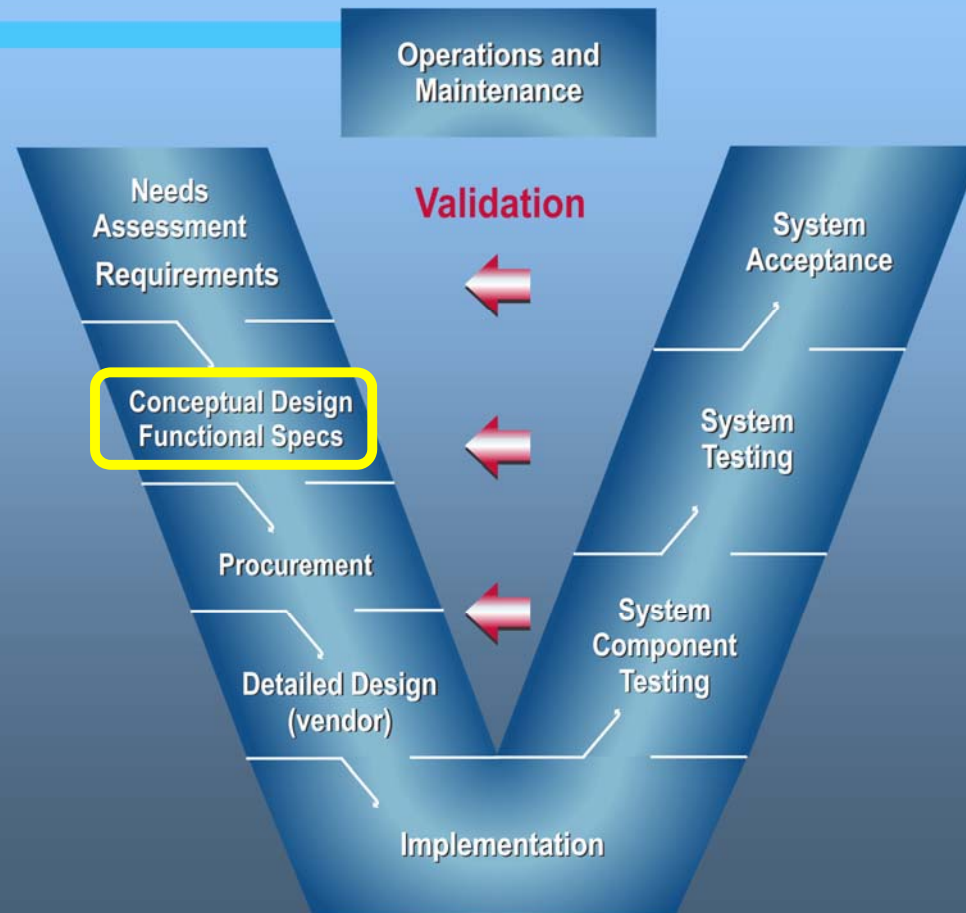 Operations and
Maintenance
Needs
Assessment
Requirements
Conceptual Design
Functional Specs
Procurement
Detailed Design
(vendor)
Implementation
Validation
System
Acceptance
System
Testing
System
Component
Testing